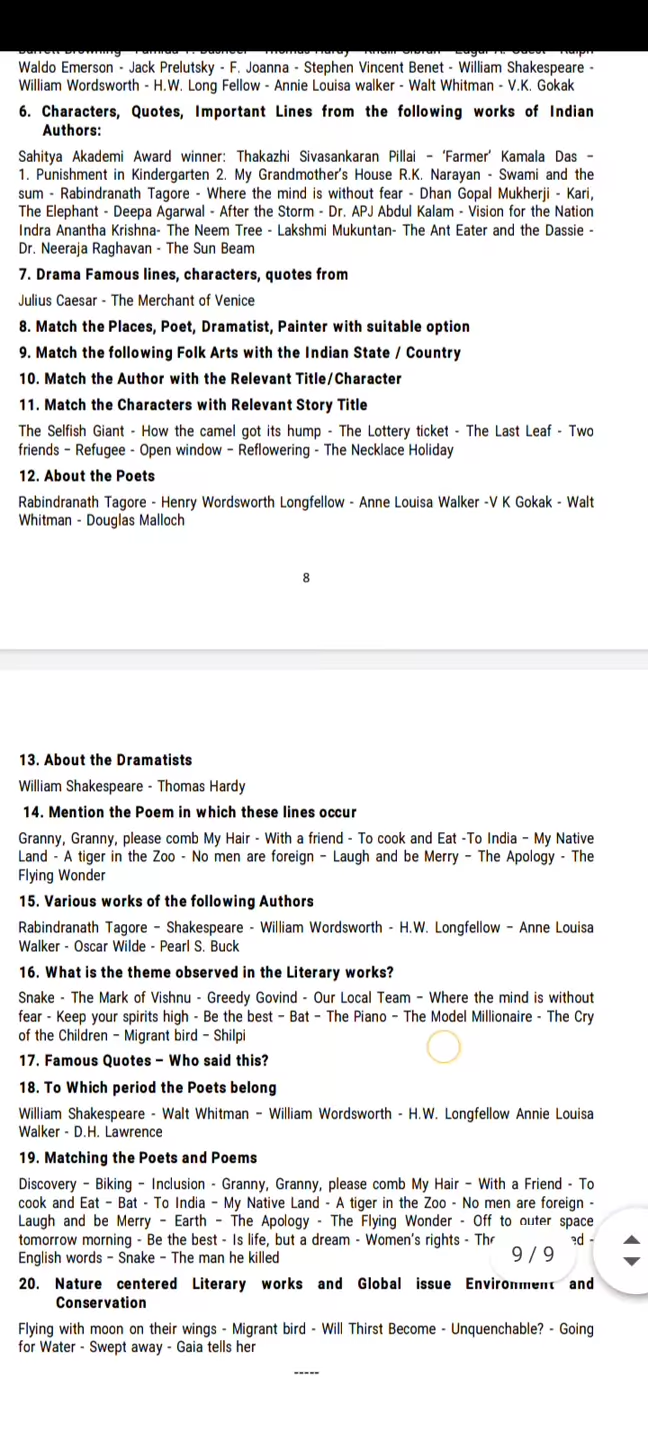 Waldo Emerson - Jack Prelutsky - F. Joanna - Stephen Vincent Benet - William Shakespeare -
William Wordsworth - H.W. Long Fellow - Annie Louisa walker - Walt Whitman - V.K. Gokak
6. Characters, Quotes, Important Lines from the following works of Indian
Authors:
Sahitya Akademi Award winner: Thakazhi Sivasankaran Pillai – 'Farmer' Kamala Das –
1. Punishment in Kindergarten 2. My Grandmother's House R.K. Narayan - Swami and the
sum - Rabindranath Tagore - Where the mind is without fear - Dhan Gopal Mukherji - Kari,
The Elephant - Deepa Agarwal - After the Storm - Dr. APJ Abdul Kalam - Vision for the Nation
Indra Anantha Krishna- The Neem Tree - Lakshmi Mukuntan- The Ant Eater and the Dassie -
Dr. Neeraja Raghavan - The Sun Beam
7. Drama Famous lines, characters, quotes from
Julius Caesar - The Merchant of Venice
8. Match the Places, Poet, Dramatist, Painter with suitable option
9. Match the following Folk Arts with the Indian State / Country
10. Match the Author with the Relevant Title/Character
11. Match the Characters with Relevant Story Title
The Selfish Giant - How the camel got its hump - The Lottery ticket - The Last Leaf - Two
friends – Refugee - Open window – Reflowering - The Necklace Holiday
12. About the Poets
Rabindranath Tagore - Henry Wordsworth Longfellow - Anne Louisa Walker -V K Gokak - Walt
Whitman - Douglas Malloch
8
13. About the Dramatists
William Shakespeare - Thomas Hardy
14. Mention the Poem in which these lines occur
Granny, Granny, please comb My Hair - With a friend - To cook and Eat -To India – My Native
Land - A tiger in the Zoo - No men are foreign – Laugh and be Merry – The Apology - The
Flying Wonder
15. Various works of the following Authors
Rabindranath Tagore – Shakespeare - William Wordsworth - H.W. Longfellow – Anne Louisa
Walker - Oscar Wilde - Pearl S. Buck
16. What is the theme observed in the Literary works?
Snake - The Mark of Vishnu - Greedy Govind - Our Local Team – Where the mind is without
fear - Keep your spirits high - Be the best – Bat – The Piano – The Model Millionaire - The Cry
of the Children – Migrant bird – Shilpi
17. Famous Quotes – Who said this?
18. To Which period the Poets belong
William Shakespeare - Walt Whitman – William Wordsworth - H.W. Longfellow Annie Louisa
Walker - D.H. Lawrence
19. Matching the Poets and Poems
Discovery – Biking – Inclusion - Granny, Granny, please comb My Hair – With a Friend - To
cook and Eat – Bat - To India – My Native Land - A tiger in the Zoo - No men are foreign -
Laugh and be Merry – Earth – The Apology - The Flying Wonder - Off to outer space
tomorrow morning - Be the best - Is life, but a dream - Women's rights -
English words – Snake – The man he killed
9 / 9
20. Nature centered Literary works and Global issue Environment and
Conservation
Flying with moon on their wings - Migrant bird - Will Thirst Become - Unquenchable? - Going
for Water - Swept away - Gaia tells her
-----